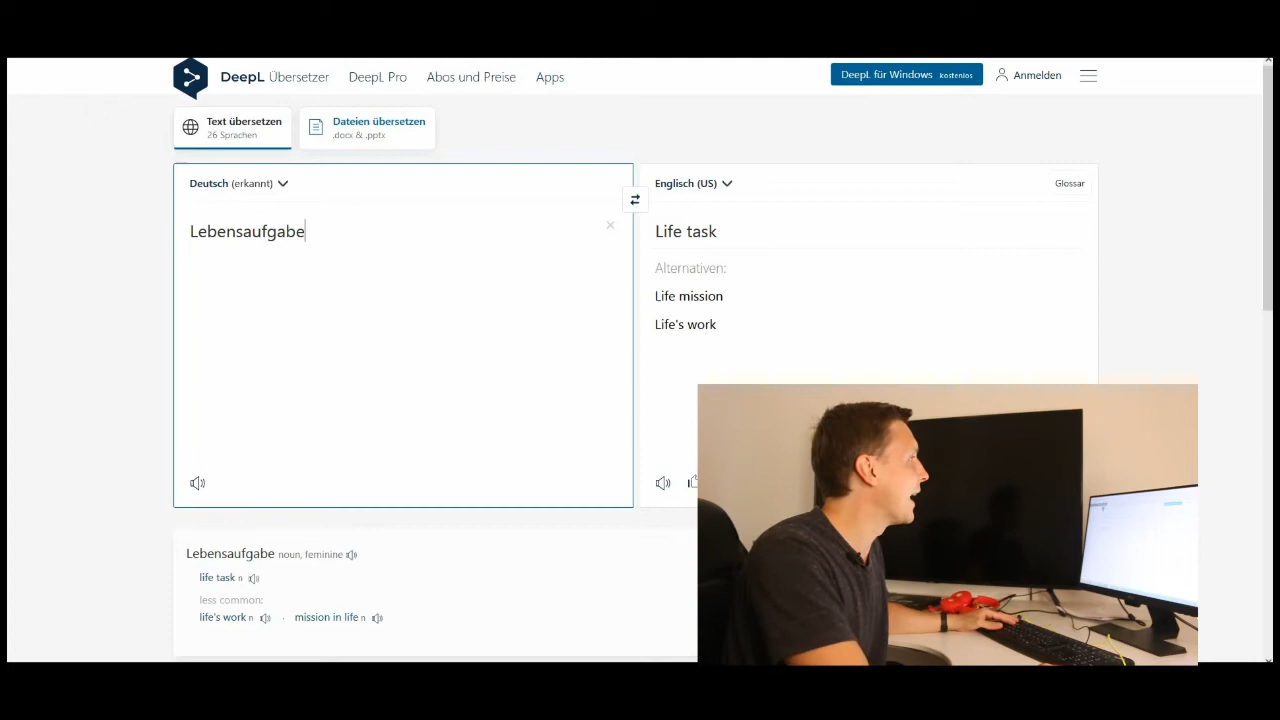 DeepL Übersetzer DeepL Pro Abos und Preise Apps DeepL für Windows kostenlos Anmelden
Text übersetzen
26 Sprachen
Dateien übersetzen
.docx & .pptx
Deutsch (erkannt)
Englisch (US)
Glossar
Lebensaufgabe
Life task
Alternativen:
Life mission
Life's work
Lebensaufgabe noun, feminine
life task n
less common:
life's work n · mission in life n